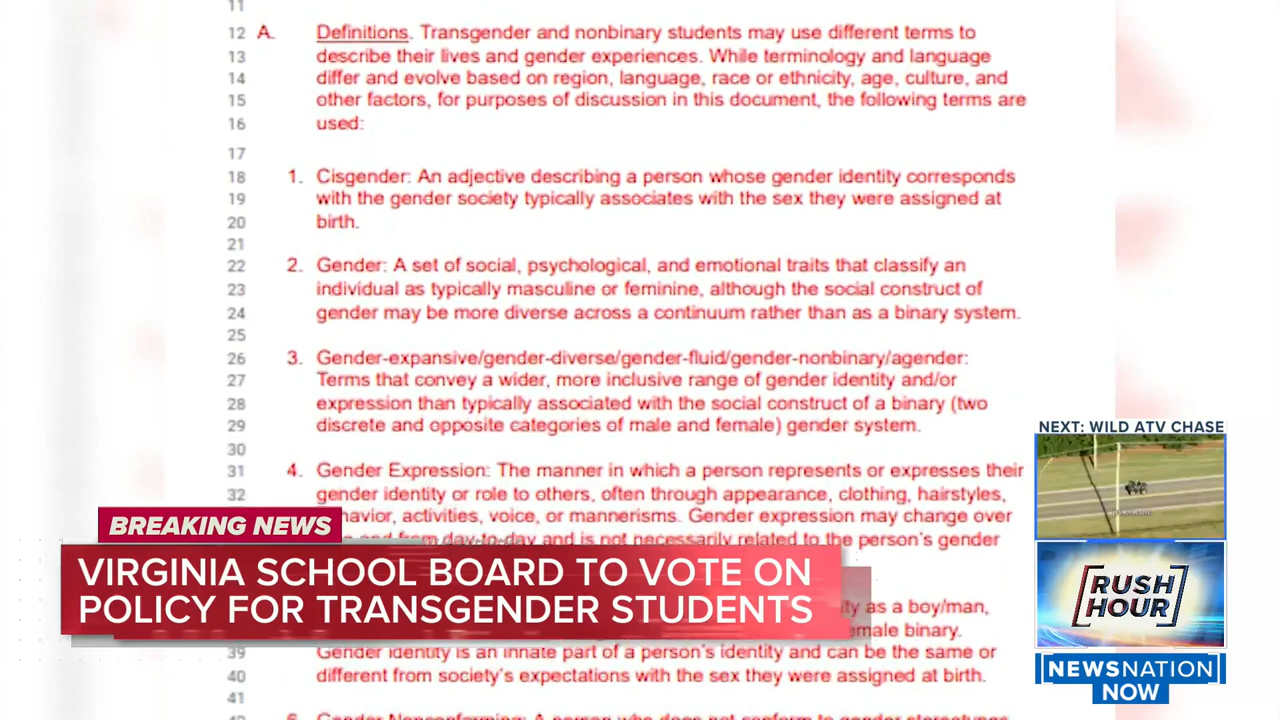 11
12 A. Definitions. Transgender and nonbinary students may use different terms to
13 describe their lives and gender experiences. While terminology and language
14 differ and evolve based on region, language, race or ethnicity, age, culture, and
15 other factors, for purposes of discussion in this document, the following terms are
16 used:
17
18 1. Cisgender: An adjective describing a person whose gender identity corresponds
19 with the gender society typically associates with the sex they were assigned at
20 birth.
21
22 2. Gender: A set of social, psychological, and emotional traits that classify an
23 individual as typically masculine or feminine, although the social construct of
24 gender may be more diverse across a continuum rather than as a binary system.
25
26 3. Gender-expansive/gender-diverse/gender-fluid/gender-nonbinary/agender:
27 Terms that convey a wider, more inclusive range of gender identity and/or
28 expression than typically associated with the social construct of a binary (two
29 discrete and opposite categories of male and female) gender system.
30
31 4. Gender Expression: The manner in which a person represents or expresses their
32 gender identity or role to others, often through appearance, clothing, hairstyles,
activities, voice, or mannerisms. Gender expression may change over
and from day-to-day and is not necessarily related to the person's gender
as a boy/man,
binary.
39 Gender identity is an innate part of a person's identity and can be the same or
40 different from society's expectations with the sex they were assigned at birth.
41
Gender Nonconforming: A person who does not conform to gender stereotypes
BREAKING NEWS
VIRGINIA SCHOOL BOARD TO VOTE ON
POLICY FOR TRANSGENDER STUDENTS
NEXT: WILD ATV CHASE
RUSH
HOUR
NEWSNATION
NOW